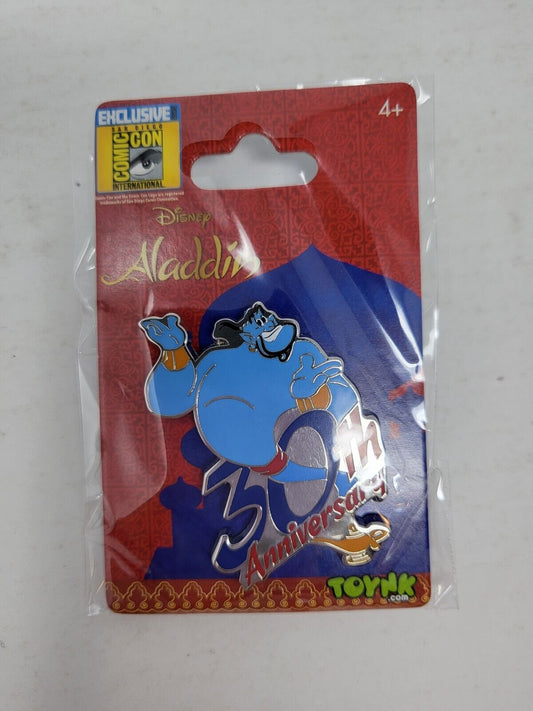 EXCLUSIVE
4+
SAN DIEGO
COMIC CON
INTERNATIONAL
Disney
Aladdin
30th
Anniversary
TOYNK
.com